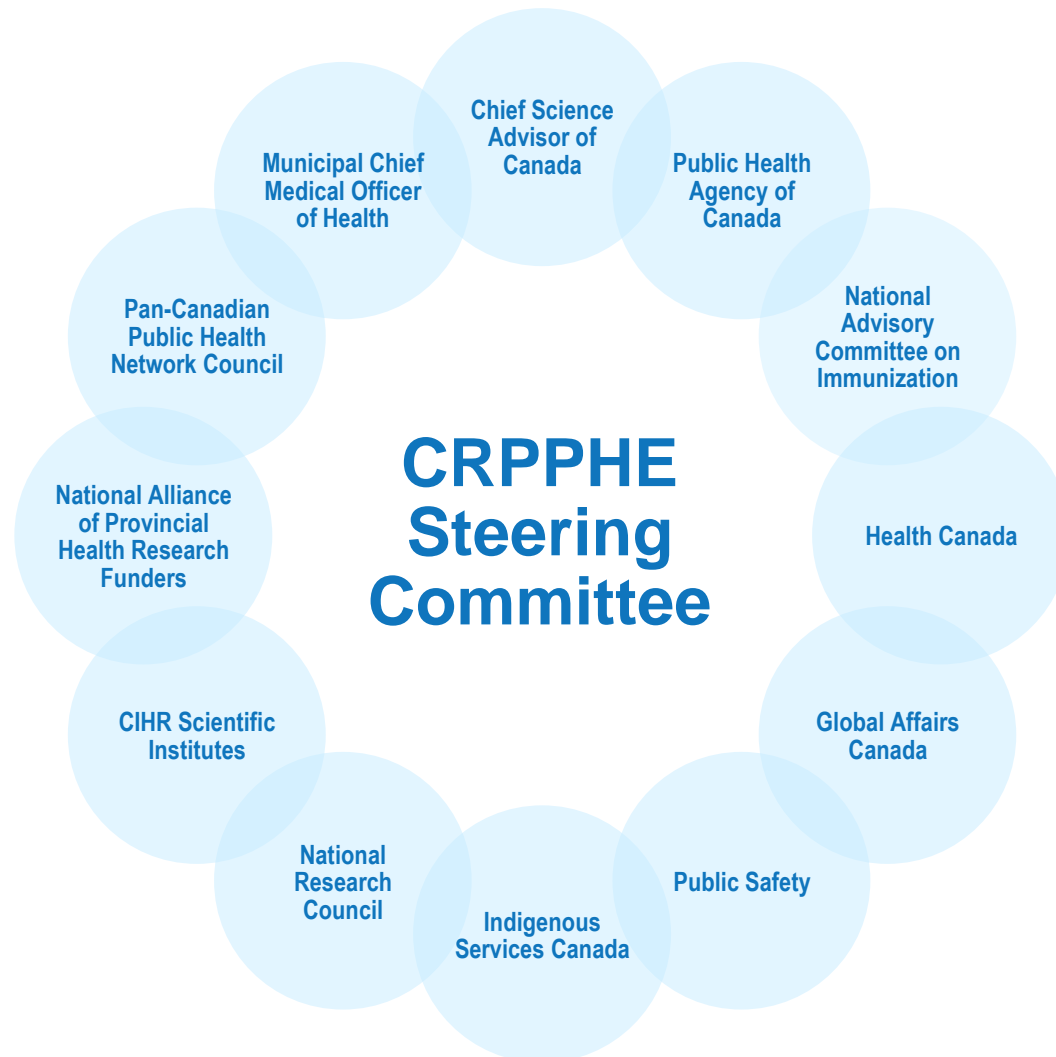 Chief Science
Advisor of
Canada
Public Health
Agency of
Canada
National
Advisory
Committee on
Immunization
Health Canada
Global Affairs
Canada
Public Safety
Indigenous
Services Canada
National
Research
Council
CIHR Scientific
Institutes
National Alliance
of Provincial
Health Research
Funders
Pan-Canadian
Public Health
Network Council
Municipal Chief
Medical Officer
of Health
CRPPHE
Steering
Committee